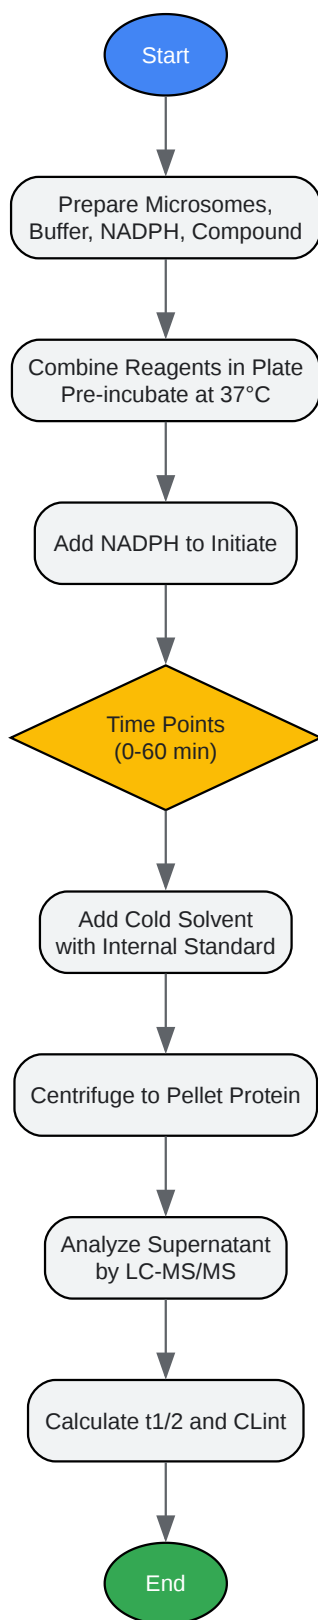 Start
Prepare Microsomes,
Buffer, NADPH, Compound
Combine Reagents in Plate
Pre-incubate at 37°C
Add NADPH to Initiate
Time Points
(0-60 min)
Add Cold Solvent
with Internal Standard
Centrifuge to Pellet Protein
Analyze Supernatant
by LC-MS/MS
Calculate t1/2 and CLint
End